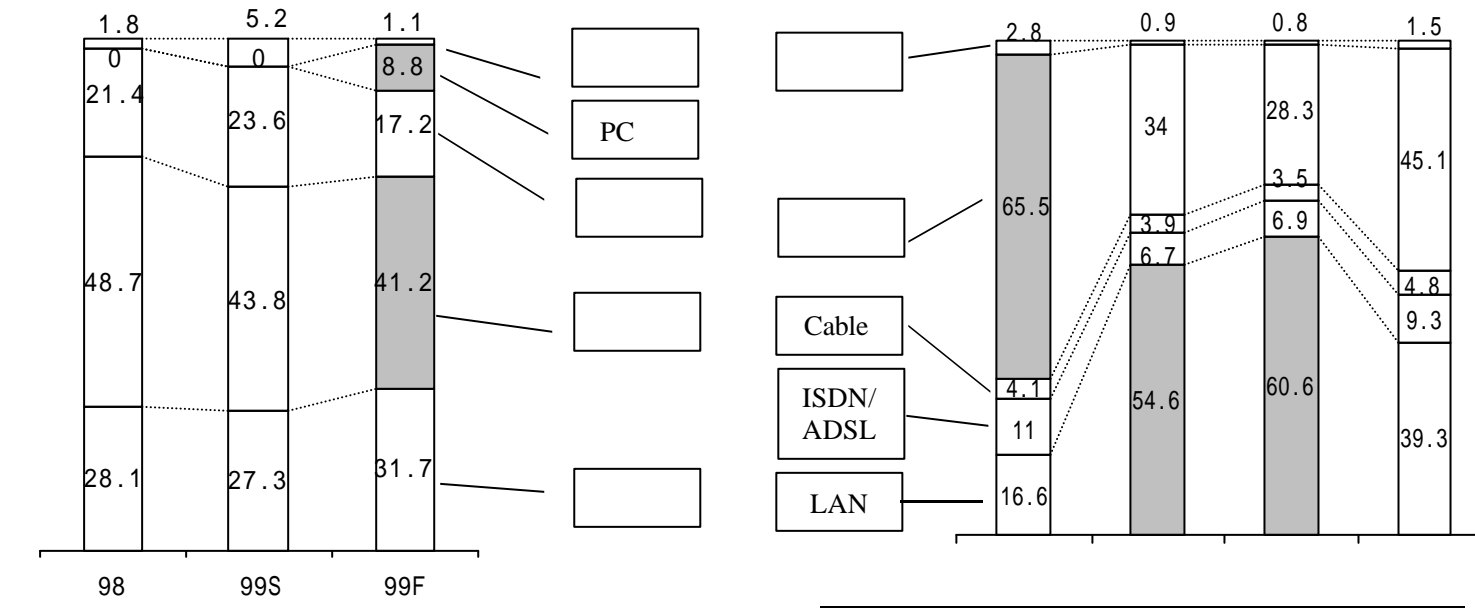 1.8 5.2 1.1
0 0 8.8
21.4 23.6 17.2
48.7 43.8 41.2
28.1 27.3 31.7
98 99S 99F
PC
Cable
ISDN/
ADSL
LAN
2.8 0.9 0.8 1.5
65.5 34 28.3 45.1
4.1 3.9 3.5 4.8
11 6.7 6.9 9.3
16.6 54.6 60.6 39.3